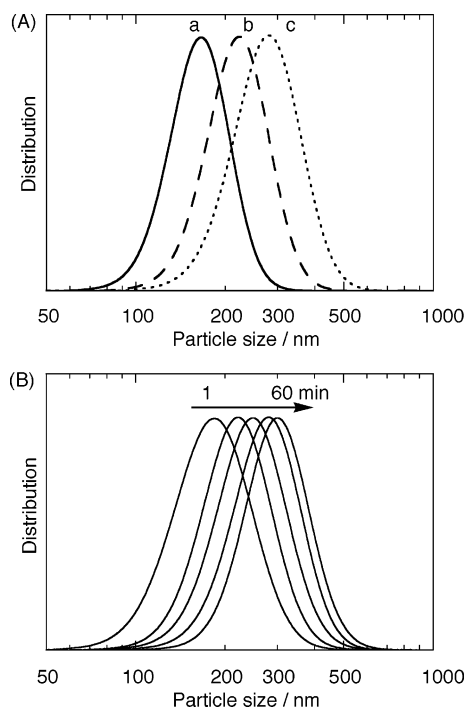 (A)
a b c
Distribution
50 100 200 300 500 1000
Particle size / nm
(B)
1 60 min
Distribution
50 100 200 300 500 1000
Particle size / nm